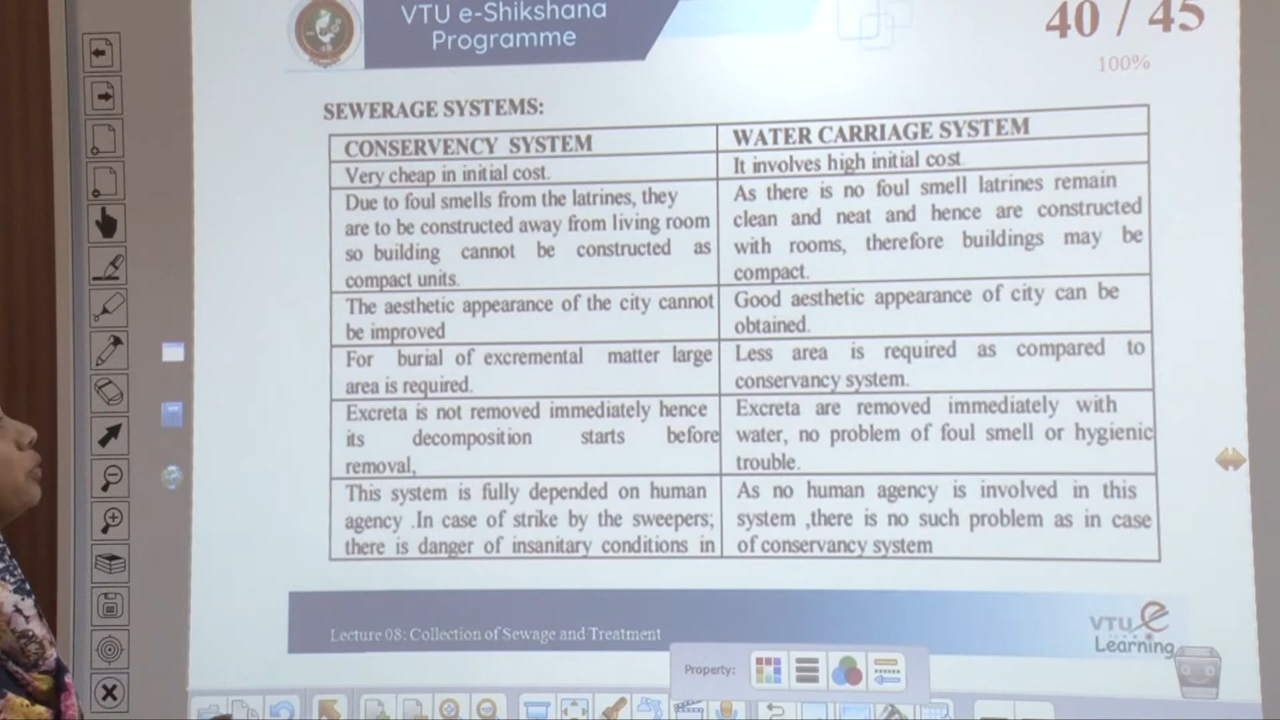 VTU e-Shikshana
Programme
40 / 45
100%
SEWERAGE SYSTEMS:
CONSERVENCY SYSTEM
WATER CARRIAGE SYSTEM
Very cheap in initial cost.
It involves high initial cost
Due to foul smells from the latrines, they
are to be constructed away from living room
so building cannot be constructed as
compact units.
As there is no foul smell latrines remain
clean and neat and hence are constructed
with rooms, therefore buildings may be
compact.
The aesthetic appearance of the city cannot
be improved
Good aesthetic appearance of city can be
obtained.
For burial of excremental matter large
area is required.
Less area is required as compared to
conservancy system.
Excreta is not removed immediately hence
its decomposition starts before
removal,
Excreta are removed immediately with
water, no problem of foul smell or hygienic
trouble.
This system is fully depended on human
agency .In case of strike by the sweepers;
there is danger of insanitary conditions in
As no human agency is involved in this
system ,there is no such problem as in case
of conservancy system
Lecture 08: Collection of Sewage and Treatment
VTU e
Learning
Property: